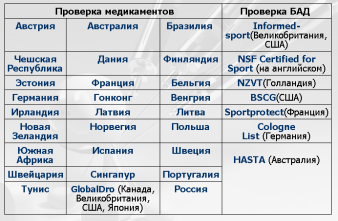 Проверка медикаментов Проверка БАД
Австрия Австралия Бразилия Informed-
sport(Великобритания,
США)
Чешская
Республика Дания Финляндия NSF Certified for
Sport (на английском)
Эстония Франция Бельгия NZVT(Голландия)
Германия Гонконг Венгрия BSCG(США)
Ирландия Латвия Литва Sportprotect(Франция)
Новая
Зеландия Норвегия Польша Cologne
List (Германия)
Южная
Африка Испания Швеция HASTA (Австралия)
Швейцария Сингапур Португалия
Тунис GlobalDro (Канада,
Великобритания,
США, Япония) Россия